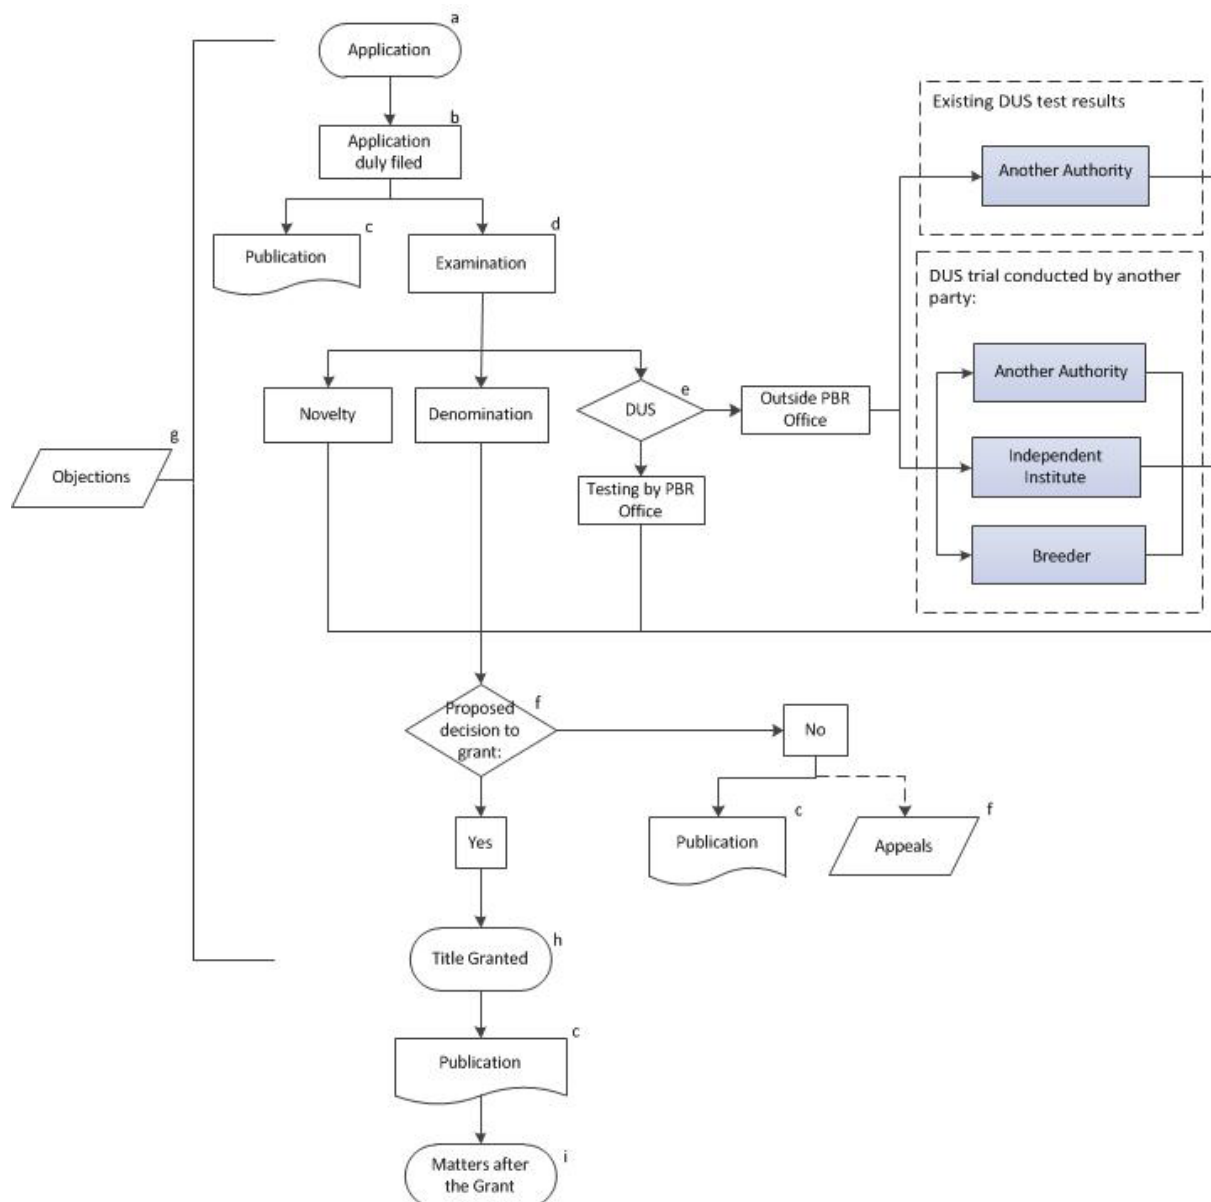 a
Application
b
Application
duly filed
c
Publication
d
Examination
Existing DUS test results
Another Authority
DUS trial conducted by another
party:
Another Authority
Independent
Institute
Breeder
Novelty
Denomination
e
DUS
Outside PBR
Office
Testing by PBR
Office
g
Objections
f
Proposed
decision to
grant:
No
c
Publication
f
Appeals
Yes
h
Title Granted
c
Publication
i
Matters after
the Grant